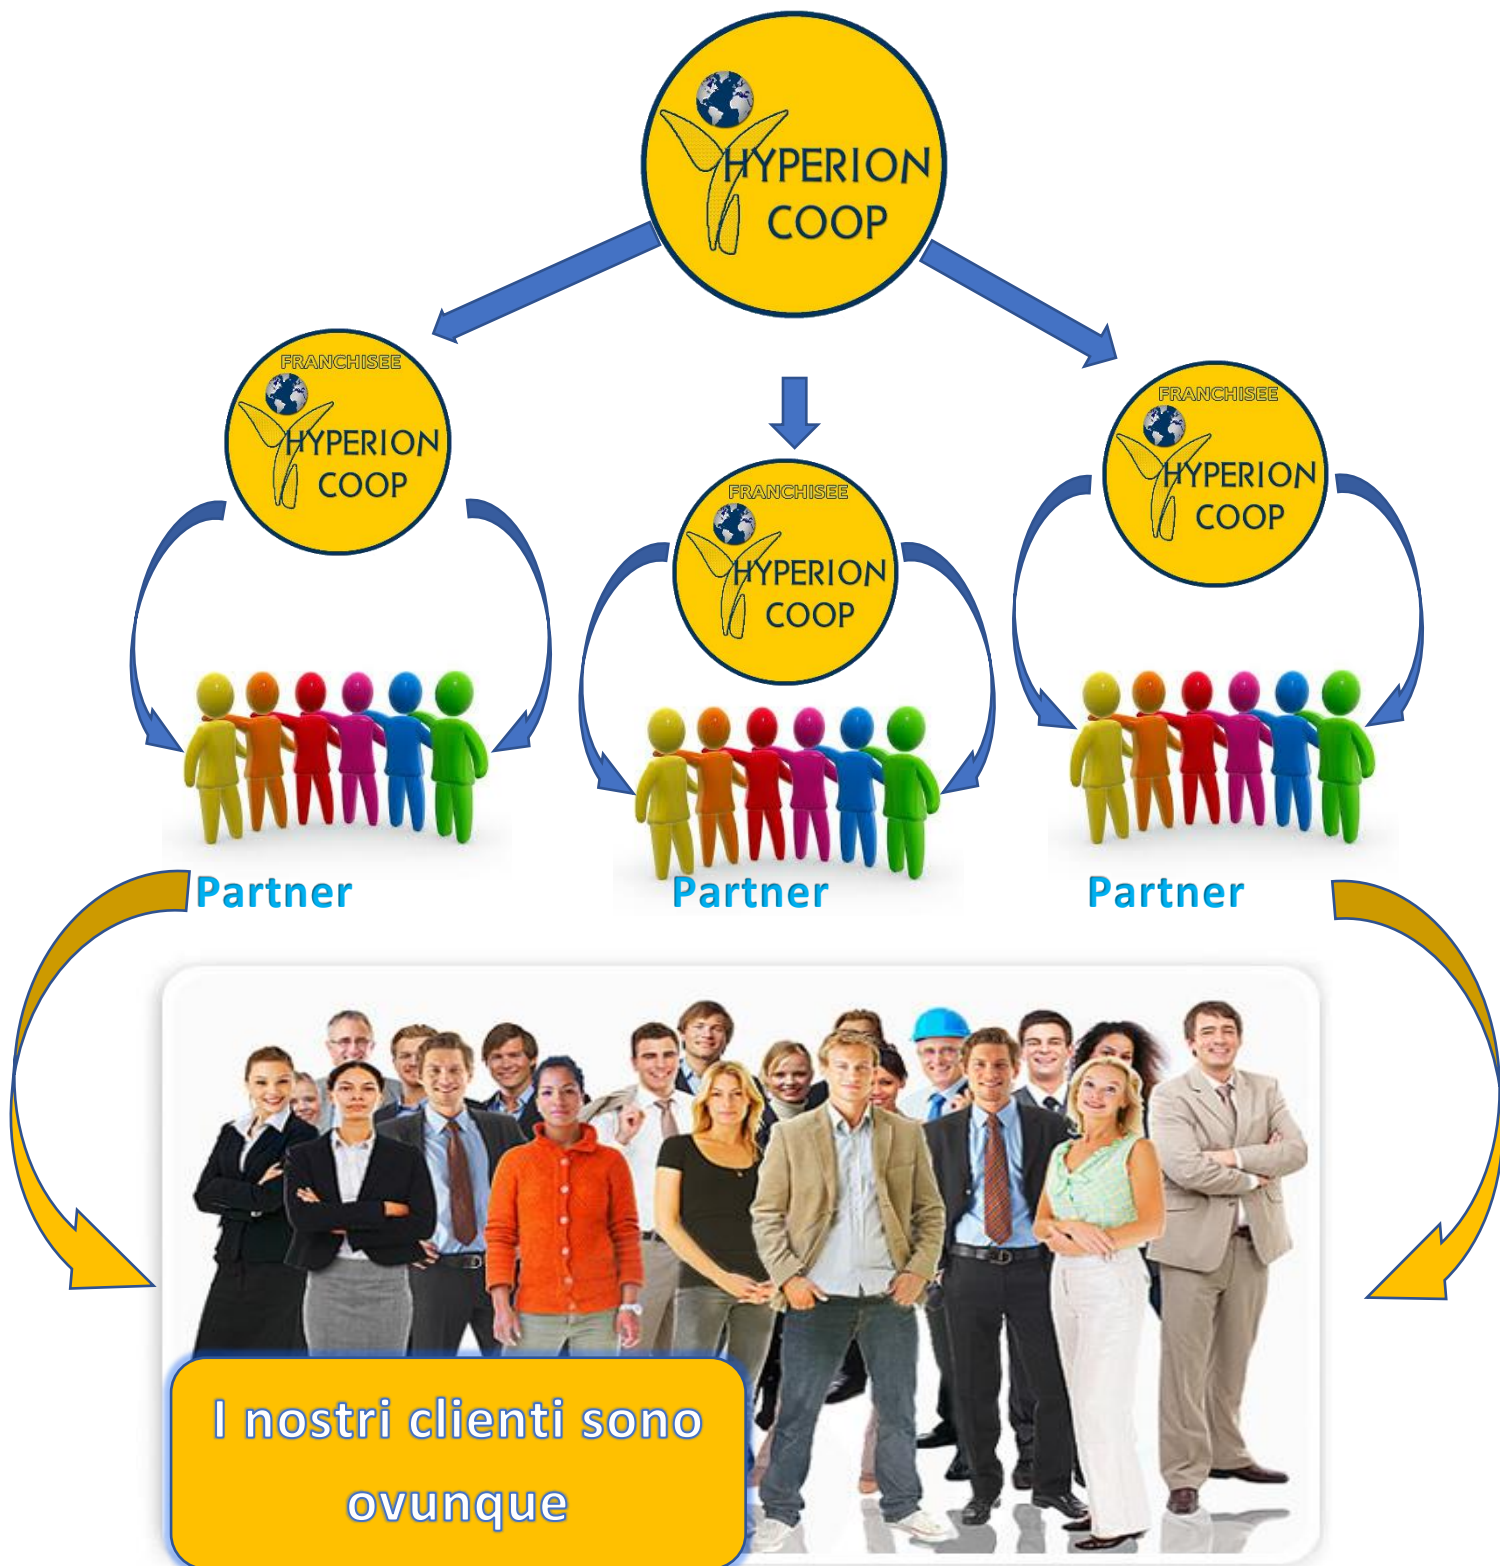 HYPERION
COOP
FRANCHISEE
HYPERION
COOP
FRANCHISEE
HYPERION
COOP
FRANCHISEE
HYPERION
COOP
Partner
Partner
Partner
I nostri clienti sono
ovunque